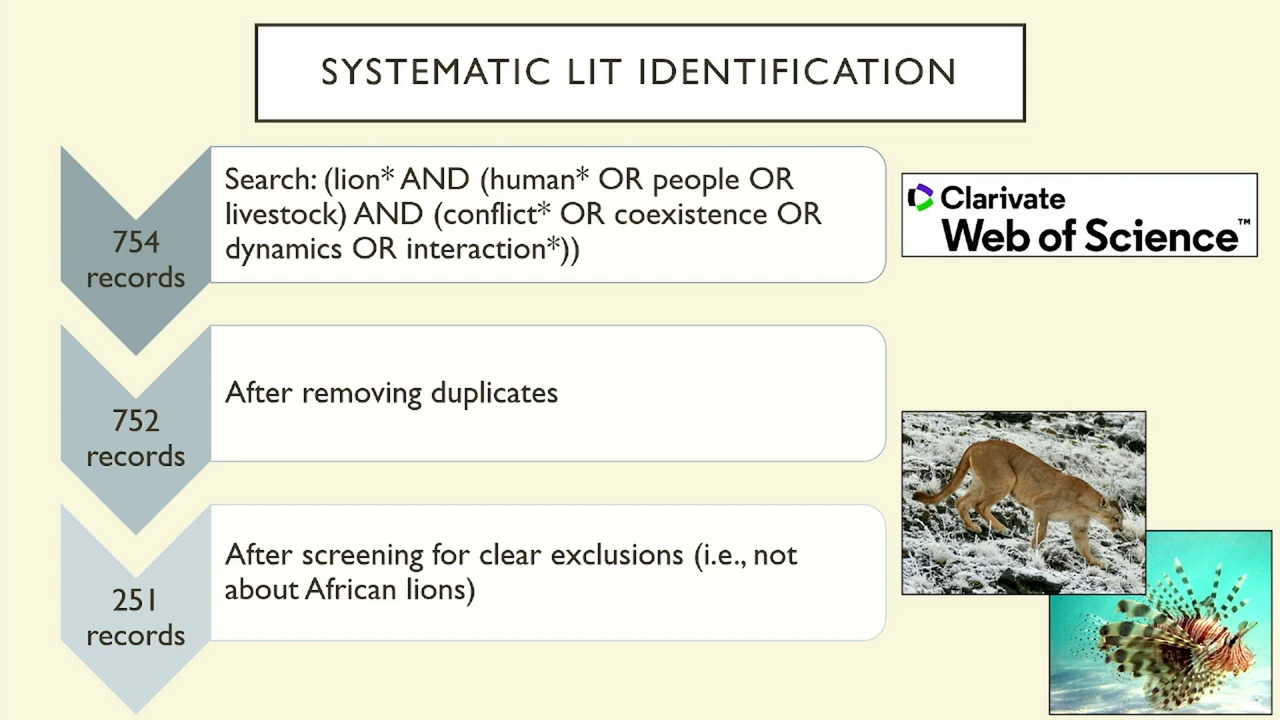 SYSTEMATIC LIT IDENTIFICATION
754
records
Search: (lion* AND (human* OR people OR
livestock) AND (conflict* OR coexistence OR
dynamics OR interaction*))
Clarivate
Web of Science™
752
records
After removing duplicates
251
records
After screening for clear exclusions (i.e., not
about African lions)